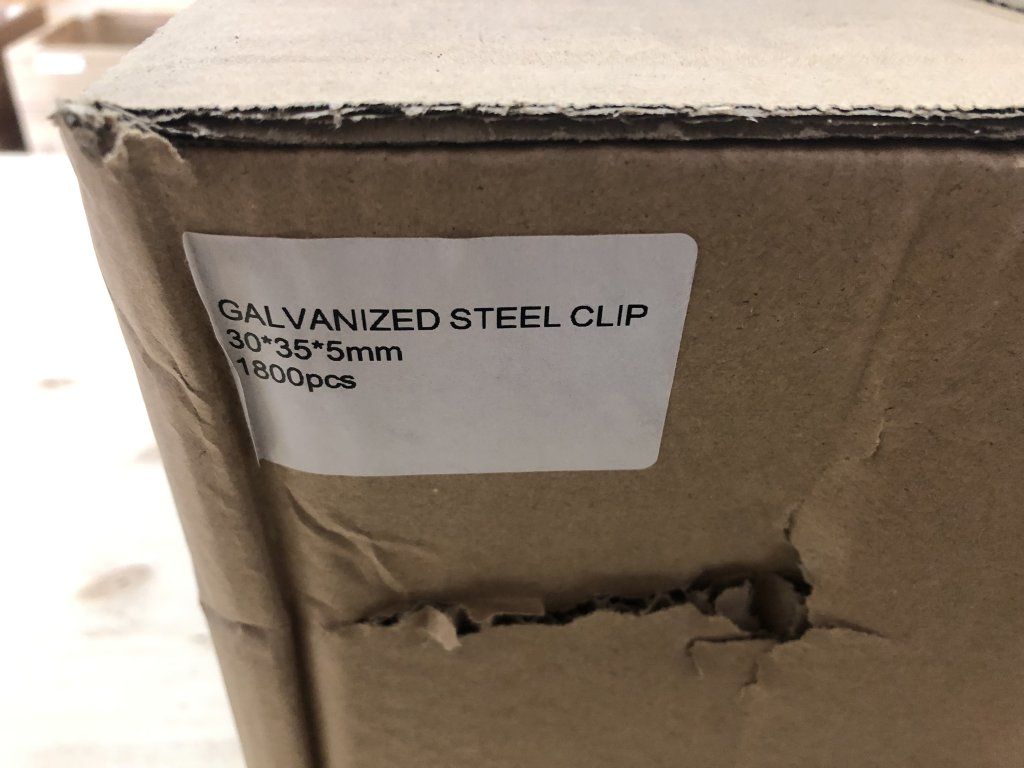 GALVANIZED STEEL CLIP
30*35*5mm
1800pcs